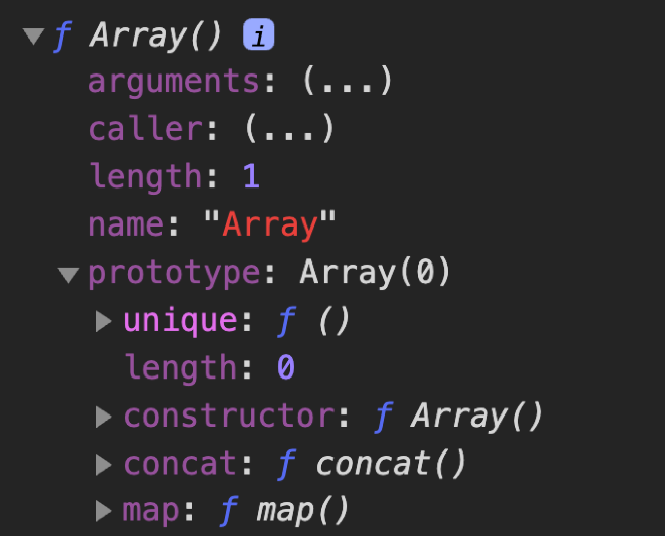 ▼ ƒ Array() i
arguments: (...)
caller: (...)
length: 1
name: "Array"
▼ prototype: Array(0)
▶ unique: ƒ ()
length: 0
▶ constructor: ƒ Array()
▶ concat: ƒ concat()
▶ map: ƒ map()